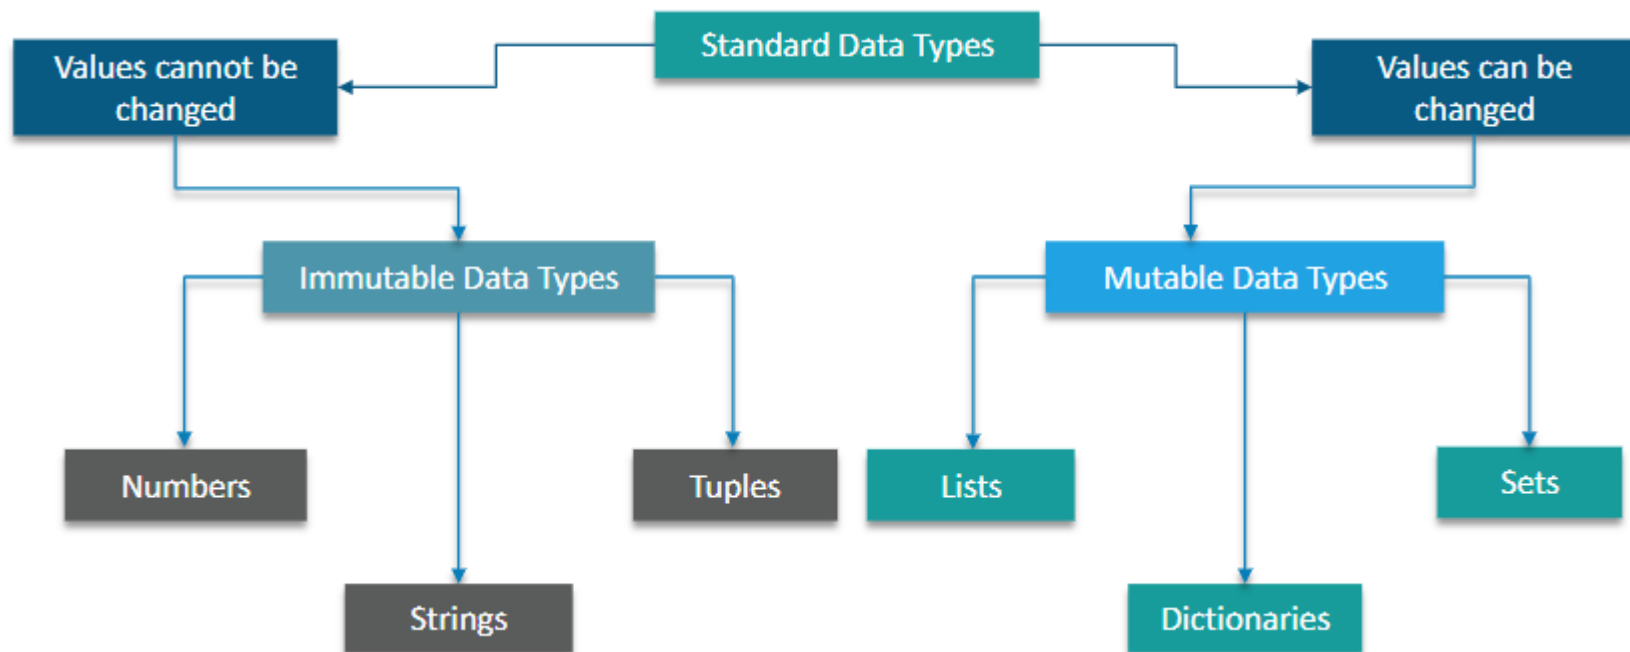 Standard Data Types
Values cannot be
changed
Values can be
changed
Immutable Data Types
Mutable Data Types
Numbers
Tuples
Lists
Sets
Strings
Dictionaries